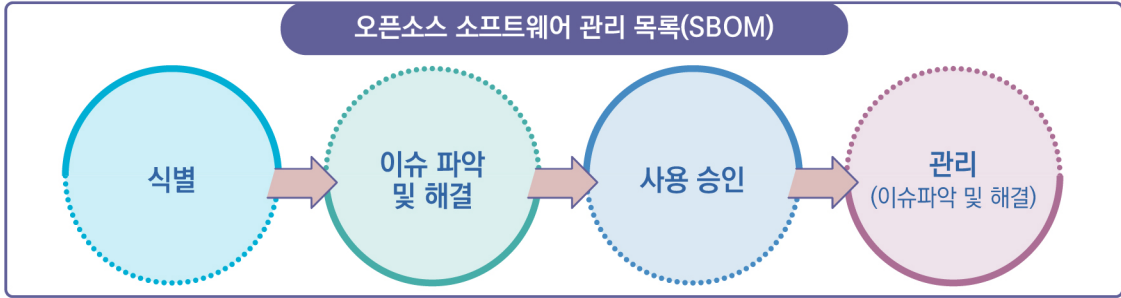 오픈소스 소프트웨어 관리 목록(SBOM)
식별
이슈 파악
및 해결
사용 승인
관리
(이슈파악 및 해결)